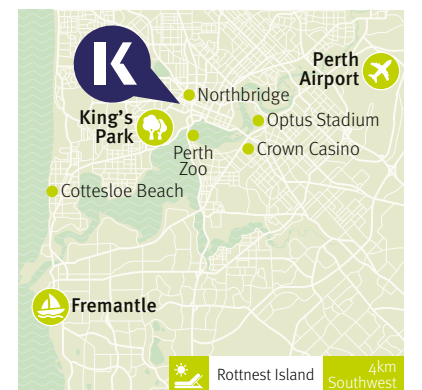 K
Perth
Airport
Northbridge
King's
Park
Optus Stadium
Perth
Zoo
Crown Casino
Cottesloe Beach
Fremantle
Rottnest Island
4km
Southwest